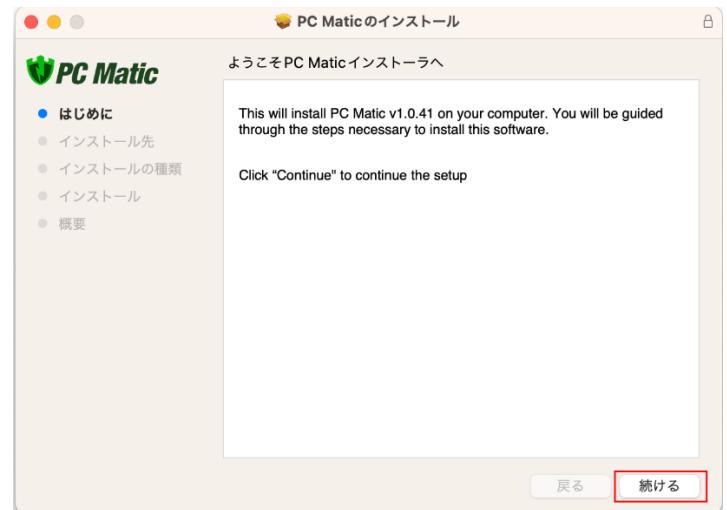 PC Maticのインストール
PC Matic
ようこそPC Maticインストーラへ
はじめに
インストール先
インストールの種類
インストール
概要
This will install PC Matic v1.0.41 on your computer. You will be guided
through the steps necessary to install this software.
Click “Continue” to continue the setup
戻る
続ける